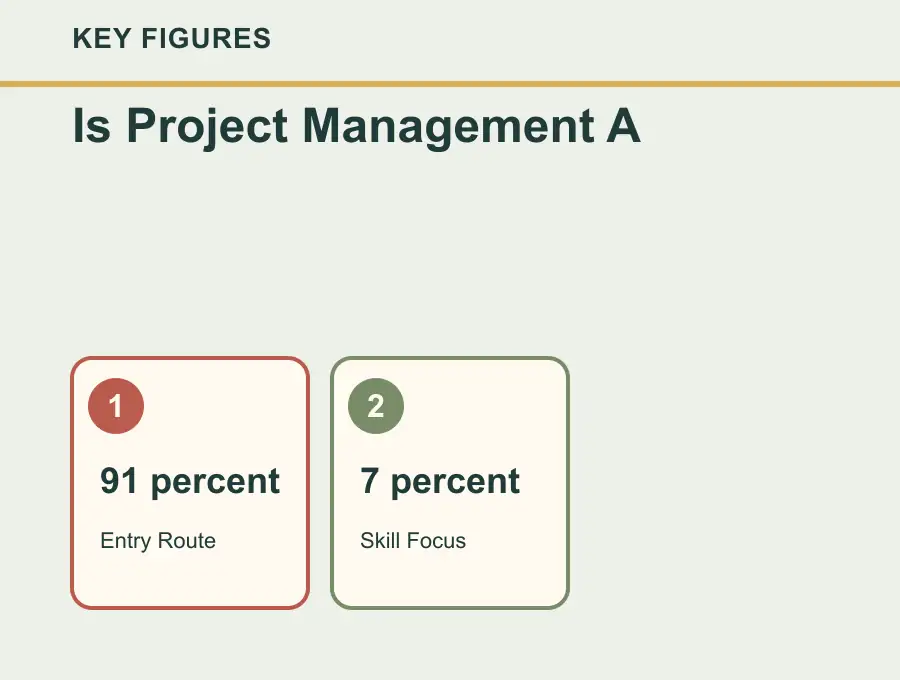 KEY FIGURES
Is Project Management A
1
2
91 percent
7 percent
Entry Route
Skill Focus